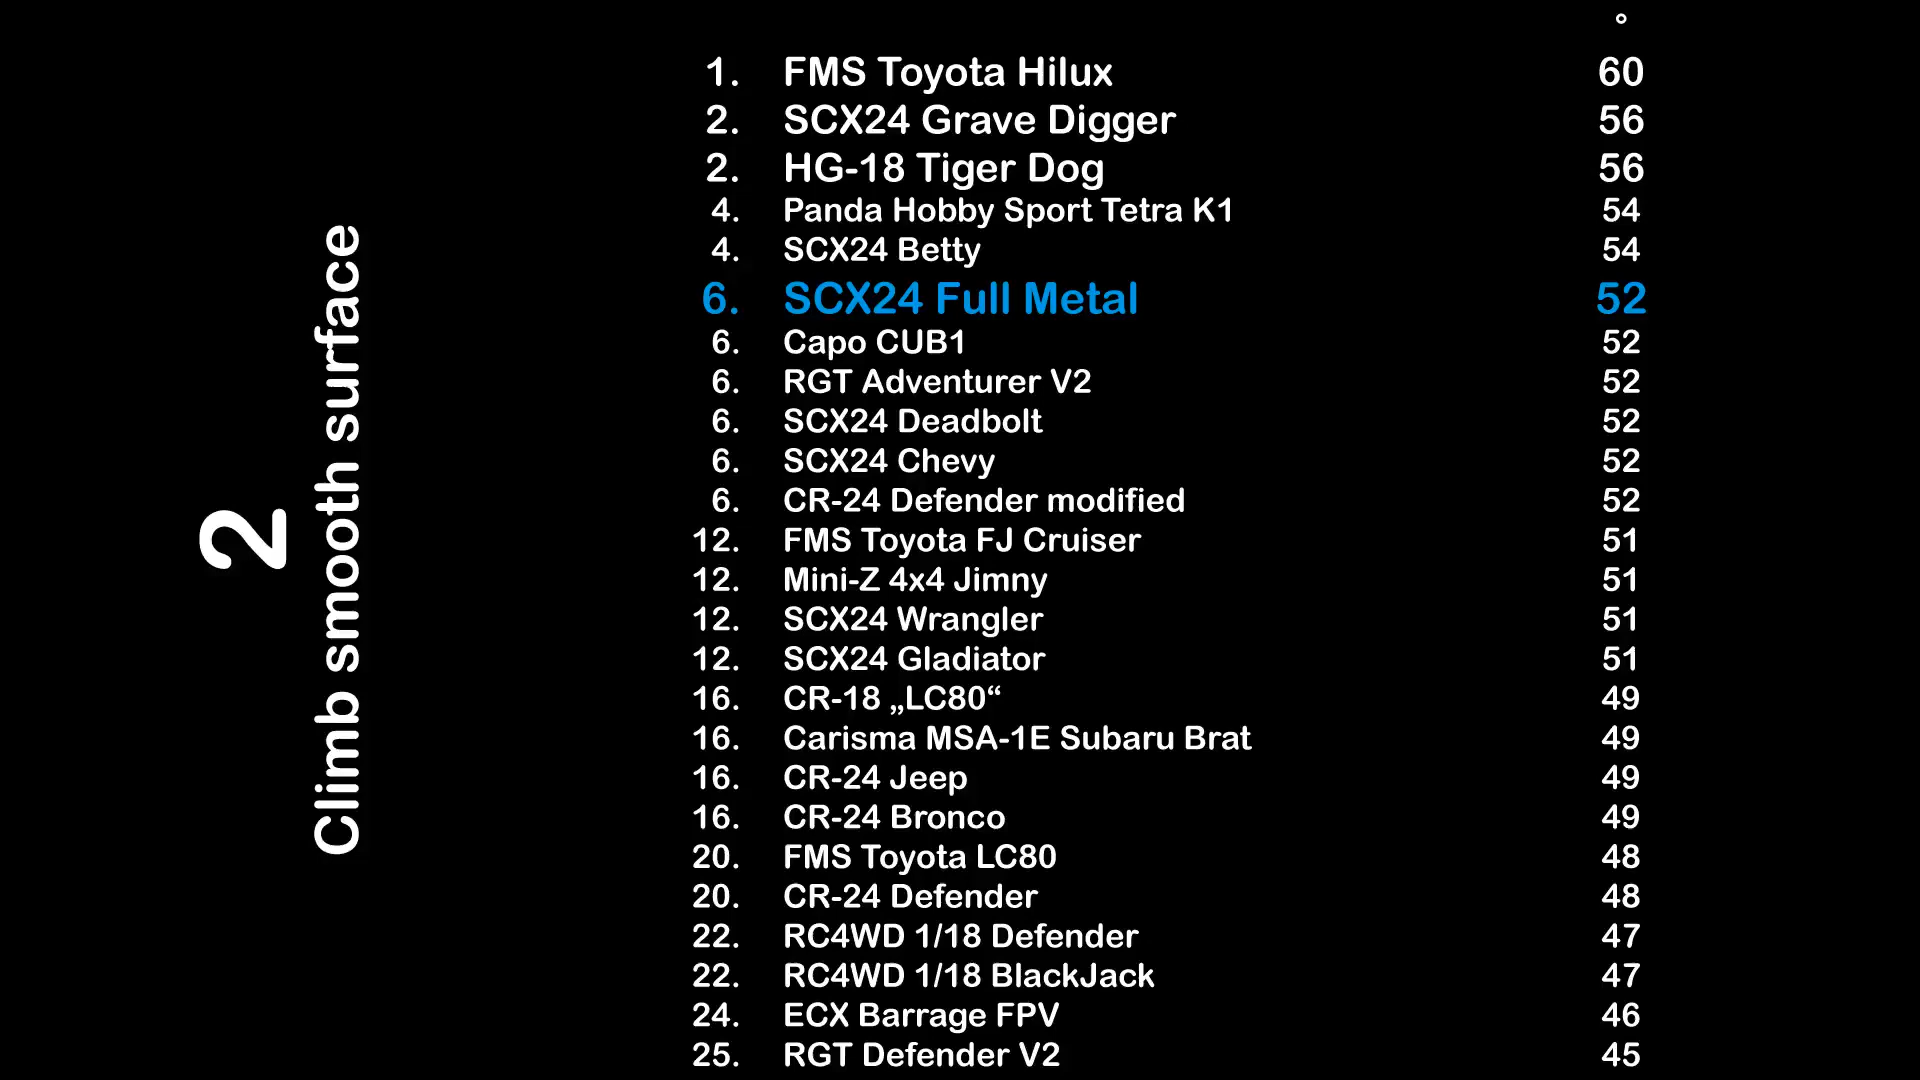 2
Climb smooth surface
°
1. FMS Toyota Hilux 60
2. SCX24 Grave Digger 56
2. HG-18 Tiger Dog 56
4. Panda Hobby Sport Tetra K1 54
4. SCX24 Betty 54
6. SCX24 Full Metal 52
6. Capo CUB1 52
6. RGT Adventurer V2 52
6. SCX24 Deadbolt 52
6. SCX24 Chevy 52
6. CR-24 Defender modified 52
12. FMS Toyota FJ Cruiser 51
12. Mini-Z 4x4 Jimny 51
12. SCX24 Wrangler 51
12. SCX24 Gladiator 51
16. CR-18 „LC80“ 49
16. Carisma MSA-1E Subaru Brat 49
16. CR-24 Jeep 49
16. CR-24 Bronco 49
20. FMS Toyota LC80 48
20. CR-24 Defender 48
22. RC4WD 1/18 Defender 47
22. RC4WD 1/18 BlackJack 47
24. ECX Barrage FPV 46
25. RGT Defender V2 45